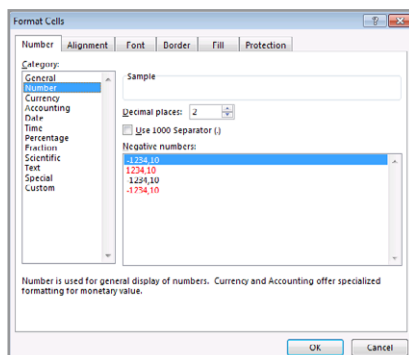 Format Cells
Number Alignment Font Border Fill Protection
Category:
General
Number
Currency
Accounting
Date
Time
Percentage
Fraction
Scientific
Text
Special
Custom
Sample
Decimal places: 2
Use 1000 Separator (.)
Negative numbers:
-1234,10
1234,10
-1234,10
-1234,10
Number is used for general display of numbers. Currency and Accounting offer specialized
formatting for monetary value.
OK Cancel